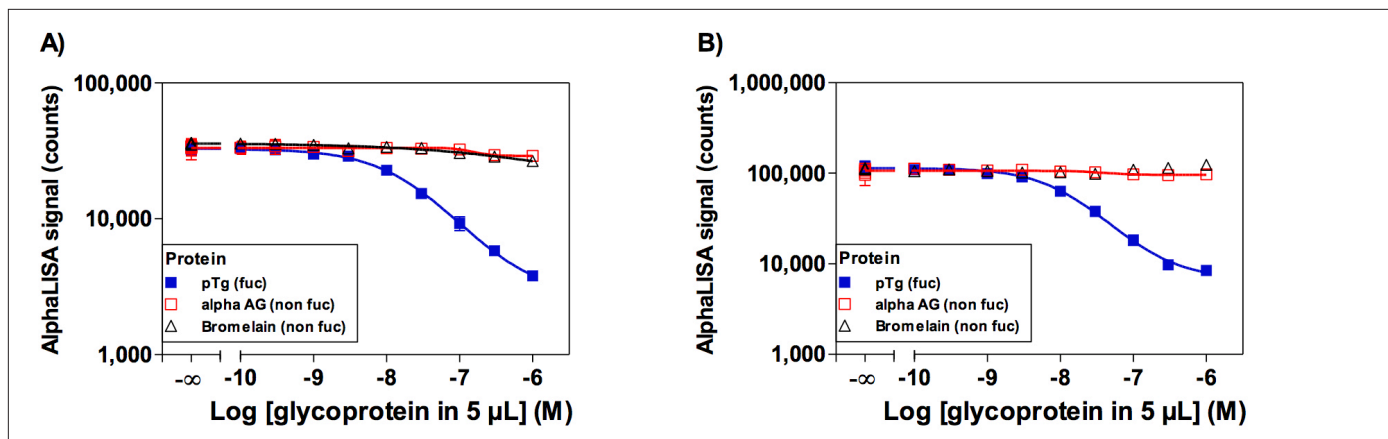 A)
AlphaLISA signal (counts)
100,000
10,000
1,000
Protein
pTg (fuc)
alpha AG (non fuc)
Bromelain (non fuc)
-∞ -10 -9 -8 -7 -6
Log [glycoprotein in 5 µL] (M)
B)
AlphaLISA signal (counts)
1,000,000
100,000
10,000
1,000
Protein
pTg (fuc)
alpha AG (non fuc)
Bromelain (non fuc)
-∞ -10 -9 -8 -7 -6
Log [glycoprotein in 5 µL] (M)